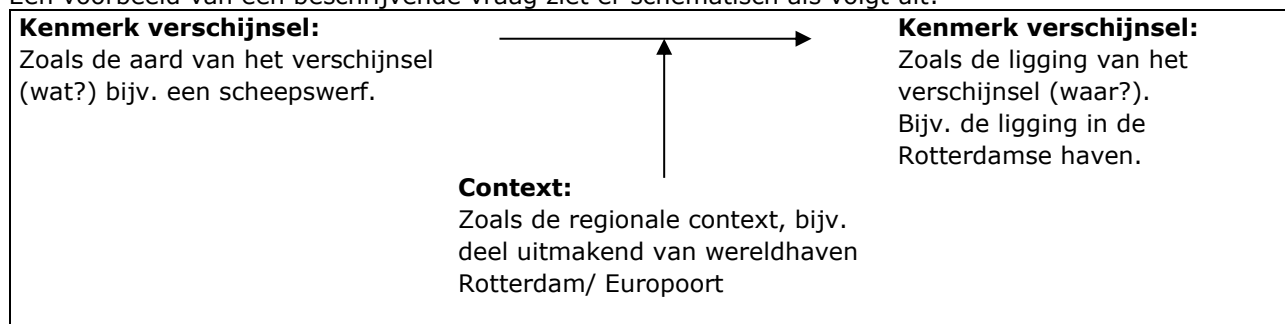 Een voorbeeld van een beschrijvende vraag ziet er schematisch als volgt uit:
Kenmerk verschijnsel:
Zoals de aard van het verschijnsel
(wat?) bijv. een scheepswerf.
Kenmerk verschijnsel:
Zoals de ligging van het
verschijnsel (waar?).
Bijv. de ligging in de
Rotterdamse haven.
Context:
Zoals de regionale context, bijv.
deel uitmakend van wereldhaven
Rotterdam/ Europoort